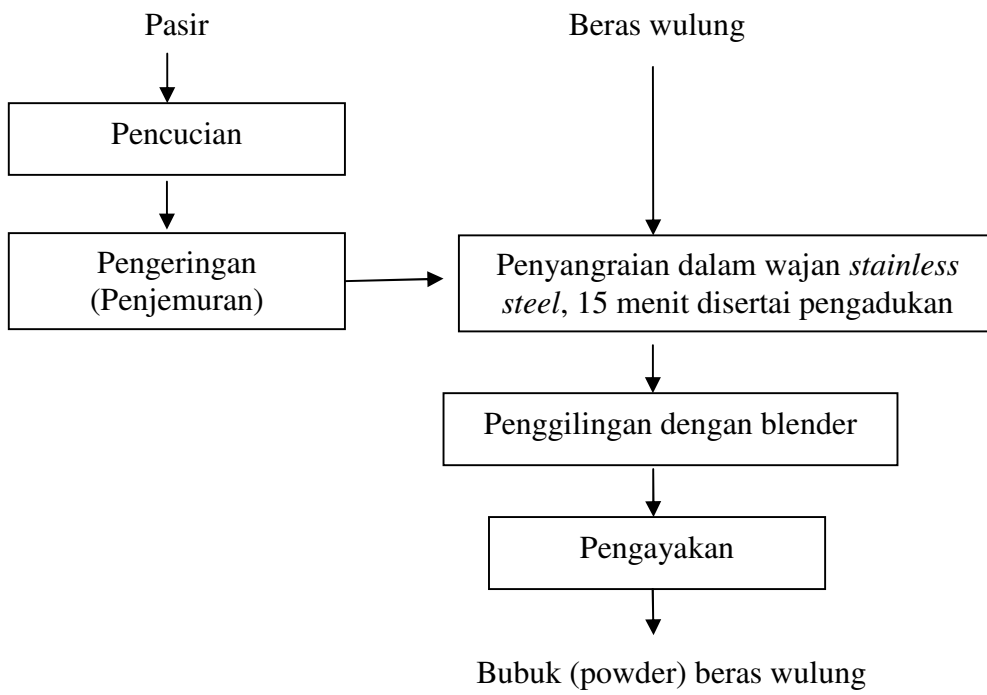 Pasir
Beras wulung
Pencucian
Pengeringan
(Penjemuran)
Penyangraian dalam wajan stainless
steel, 15 menit disertai pengadukan
Penggilingan dengan blender
Pengayakan
Bubuk (powder) beras wulung